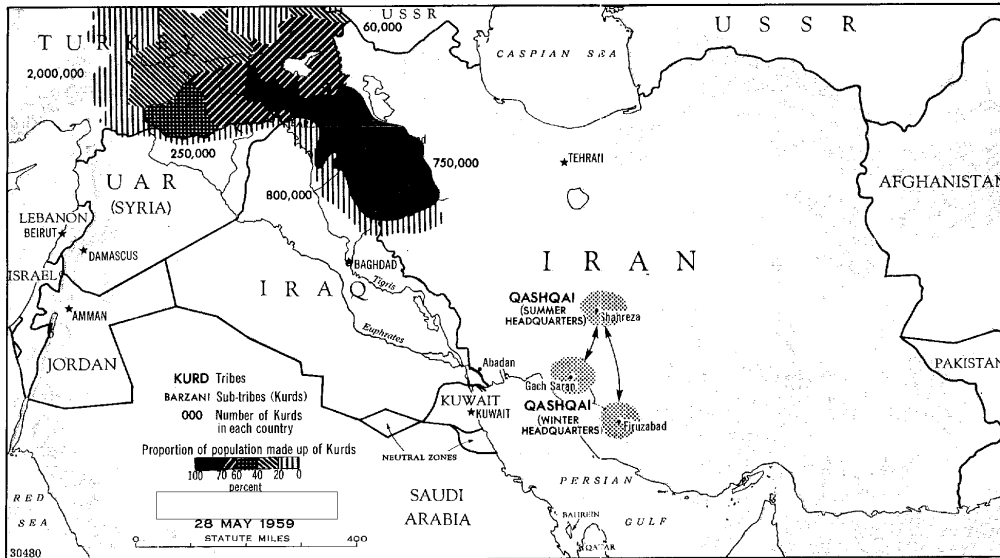 USSR
60,000
U S S R
T U R K E Y
CASPIAN SEA
2,000,000
250,000
750,000
TEHRAN
U A R
(SYRIA)
800,000
AFGHANISTAN
LEBANON
BEIRUT
DAMASCUS
BAGHDAD
I R A N
ISRAEL
Tigris
I R A Q
QASHQAI
(SUMMER
HEADQUARTERS)
Shahreza
AMMAN
Euphrates
JORDAN
Abadan
PAKISTAN
Gach Saran
KURD Tribes
BARZANI Sub-tribes (Kurds)
000 Number of Kurds
in each country
KUWAIT
KUWAIT
QASHQAI
(WINTER
HEADQUARTERS)
Firuzabad
Proportion of population made up of Kurds
NEUTRAL ZONES
100 70 60 40 20 0
percent
PERSIAN
GULF
SAUDI
ARABIA
RED
SEA
28 MAY 1959
BAHREIN
STATUTE MILES
QATAR
0 400
30480